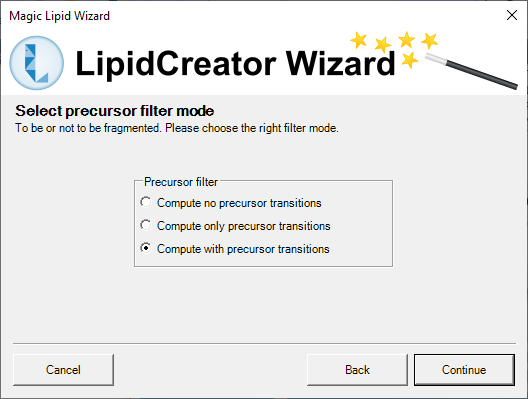 Magic Lipid Wizard
LipidCreator Wizard
Select precursor filter mode
To be or not to be fragmented. Please choose the right filter mode.
Precursor filter
Compute no precursor transitions
Compute only precursor transitions
Compute with precursor transitions
Cancel
Back
Continue